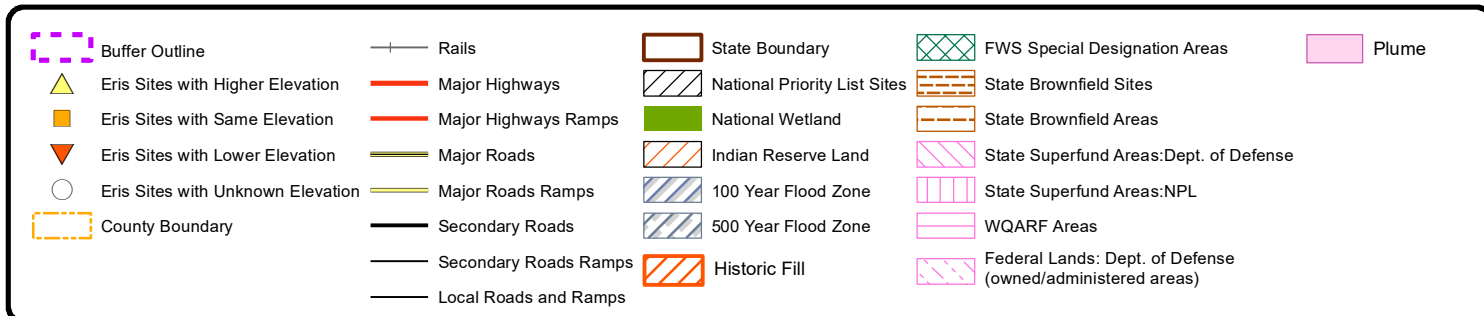 Buffer Outline
Eris Sites with Higher Elevation
Eris Sites with Same Elevation
Eris Sites with Lower Elevation
Eris Sites with Unknown Elevation
County Boundary
Rails
Major Highways
Major Highways Ramps
Major Roads
Major Roads Ramps
Secondary Roads
Secondary Roads Ramps
Local Roads and Ramps
State Boundary
National Priority List Sites
National Wetland
Indian Reserve Land
100 Year Flood Zone
500 Year Flood Zone
Historic Fill
FWS Special Designation Areas
State Brownfield Sites
State Brownfield Areas
State Superfund Areas:Dept. of Defense
State Superfund Areas:NPL
WQARF Areas
Federal Lands: Dept. of Defense
(owned/administered areas)
Plume